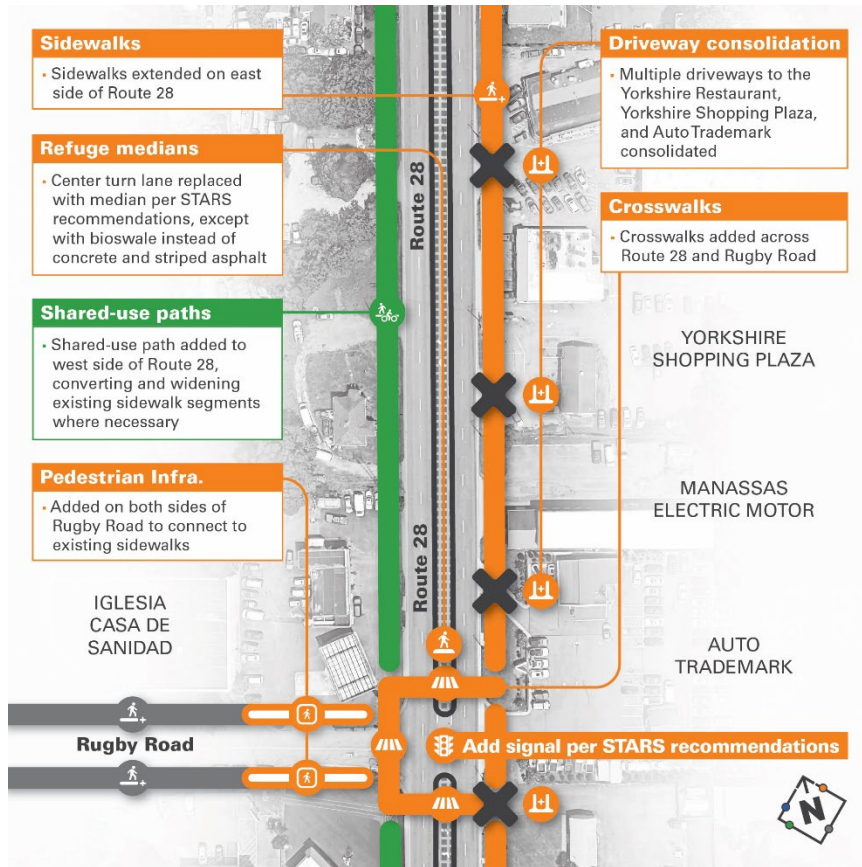 Sidewalks
• Sidewalks extended on east
side of Route 28
Refuge medians
• Center turn lane replaced
with median per STARS
recommendations, except
with bioswale instead of
concrete and striped asphalt
Shared-use paths
• Shared-use path added to
west side of Route 28,
converting and widening
existing sidewalk segments
where necessary
Pedestrian Infra.
• Added on both sides of
Rugby Road to connect to
existing sidewalks
IGLESIA
CASA DE
SANIDAD
Rugby Road
Route 28
Route 28
Driveway consolidation
• Multiple driveways to the
Yorkshire Restaurant,
Yorkshire Shopping Plaza,
and Auto Trademark
consolidated
Crosswalks
• Crosswalks added across
Route 28 and Rugby Road
YORKSHIRE
SHOPPING PLAZA
MANASSAS
ELECTRIC MOTOR
AUTO
TRADEMARK
Add signal per STARS recommendations
N